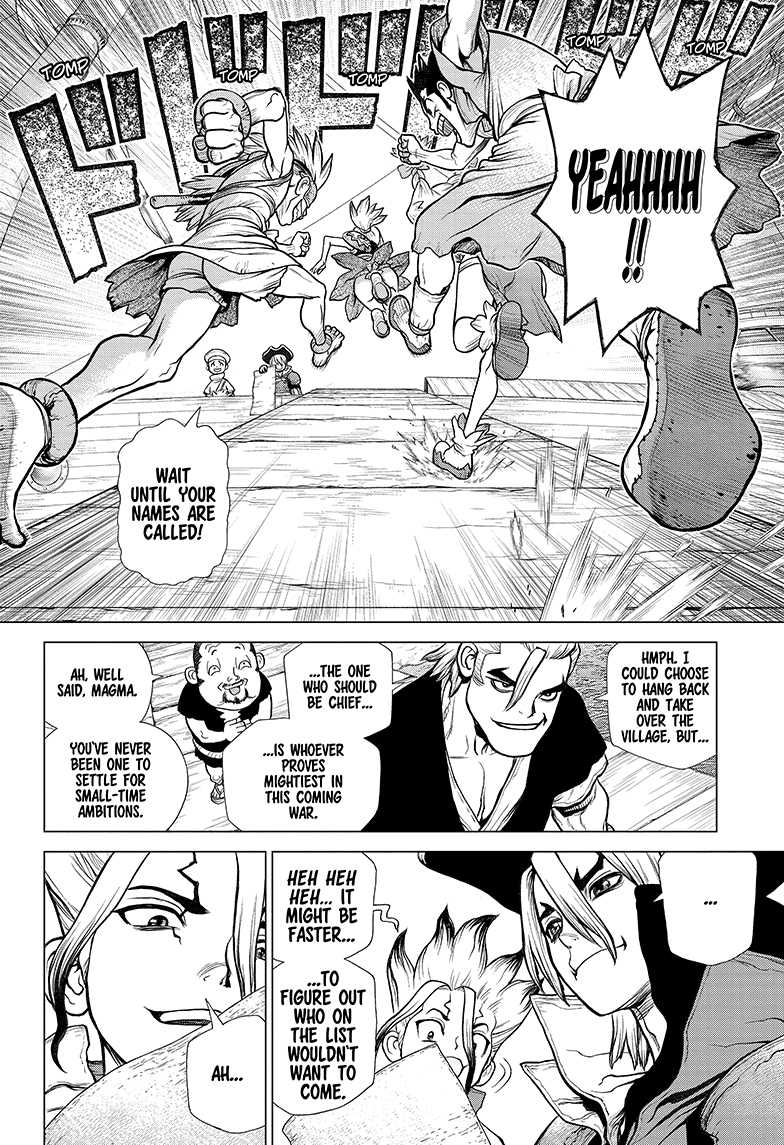 ドドドドドド
TOMP
TOMP
TOMP
TOMP
TOMP
YEAHHHH
!!
WAIT
UNTIL YOUR
NAMES ARE
CALLED!
HMPH. I
COULD CHOOSE
TO HANG BACK
AND TAKE
OVER THE
VILLAGE, BUT...
...THE ONE
WHO SHOULD
BE CHIEF...
...IS WHOEVER
PROVES
MIGHTIEST IN
THIS COMING
WAR.
AH, WELL
SAID, MAGMA.
YOU'VE NEVER
BEEN ONE TO
SETTLE FOR
SMALL-TIME
AMBITIONS.
...
HEH HEH
HEH... IT
MIGHT BE
FASTER...
...TO
FIGURE OUT
WHO ON
THE LIST
WOULDN'T
WANT TO
COME.
AH...